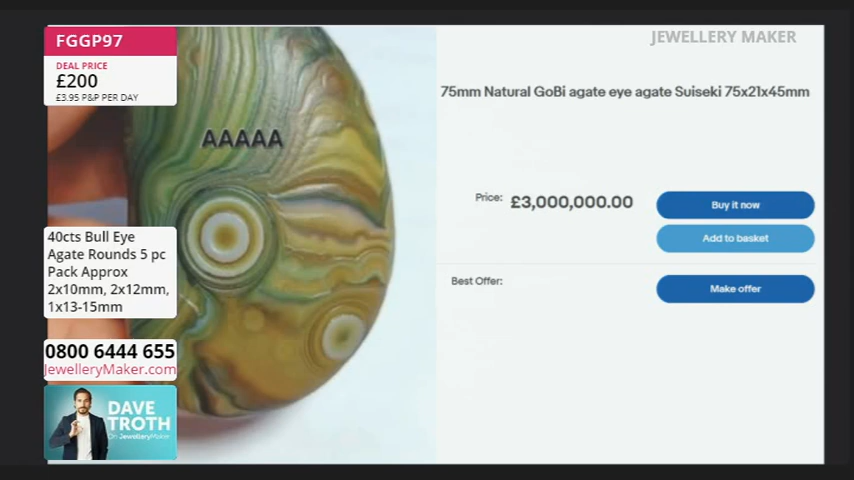 FGGP97
DEAL PRICE
£200
£3.95 P&P PER DAY
40cts Bull Eye
Agate Rounds 5 pc
Pack Approx
2x10mm, 2x12mm,
1x13-15mm
0800 6444 655
JewelleryMaker.com
DAVE
TROTH
On JewelleryMaker
AAAAA
JEWELLERY MAKER
75mm Natural GoBi agate eye agate Suiseki 75x21x45mm
Price: £3,000,000.00
Buy it now
Add to basket
Best Offer:
Make offer